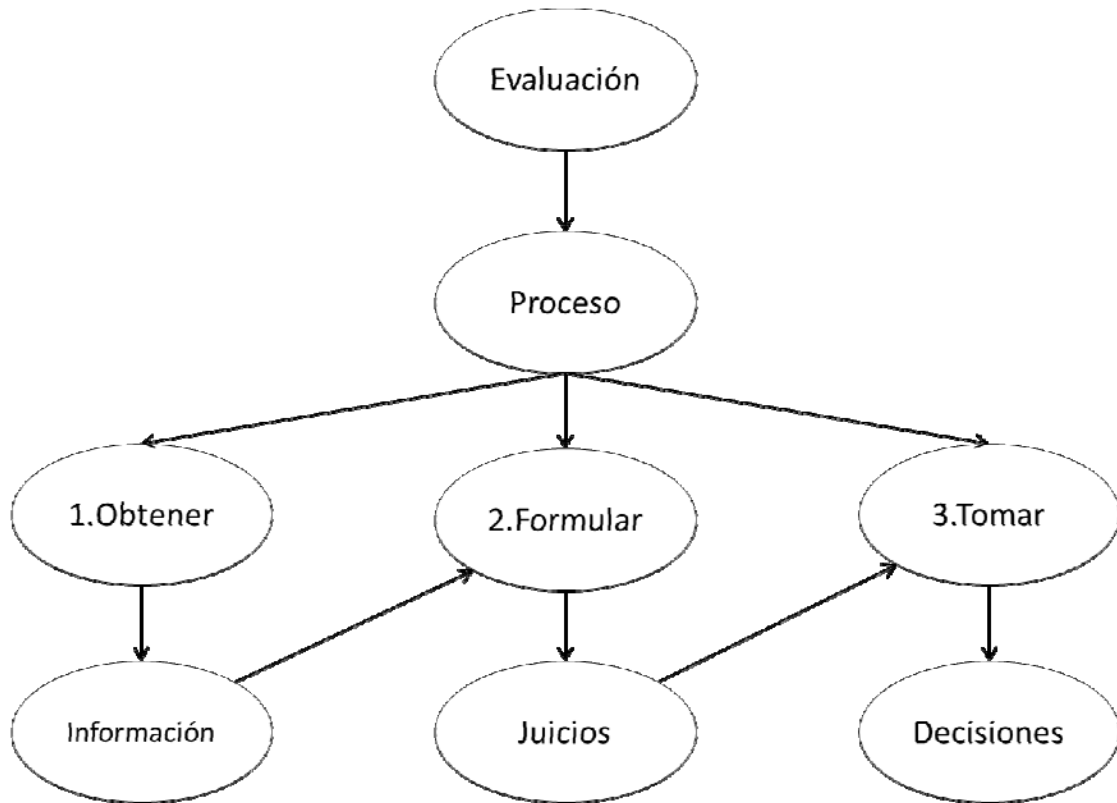 Evaluación
Proceso
1.Obtener
2.Formular
3.Tomar
Información
Juicios
Decisiones